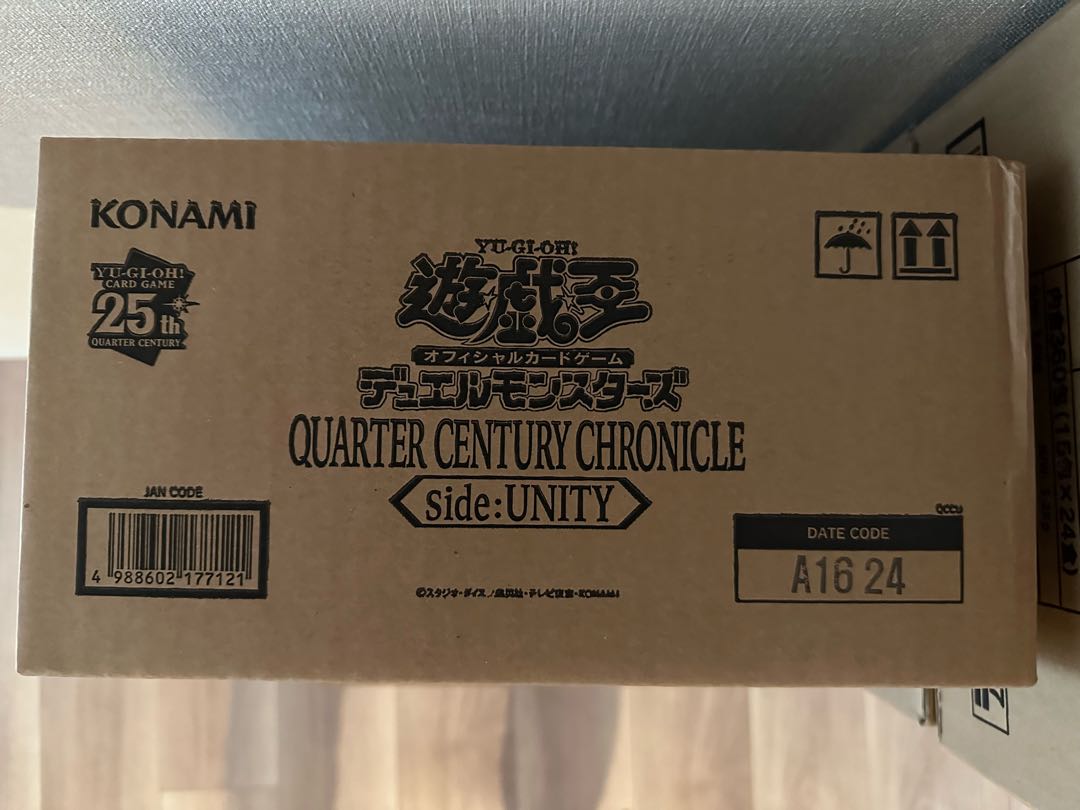 KONAMI
YU-GI-OH!
CARD GAME
25th
QUARTER CENTURY
YU-GI-OH!
遊戯王
オフィシャルカードゲーム
デュエルモンスターズ
QUARTER CENTURY CHRONICLE
side:UNITY
JAN CODE
4 988602 177121
QCCU
DATE CODE
A16 24
©スタジオ・ダイス/集英社・テレビ東京・KONAMI